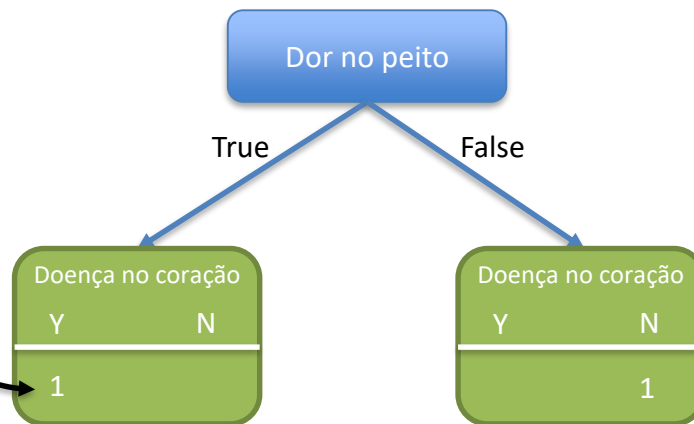 Dor no peito
True False
Doença no coração
Y N
1
Doença no coração
Y N
1